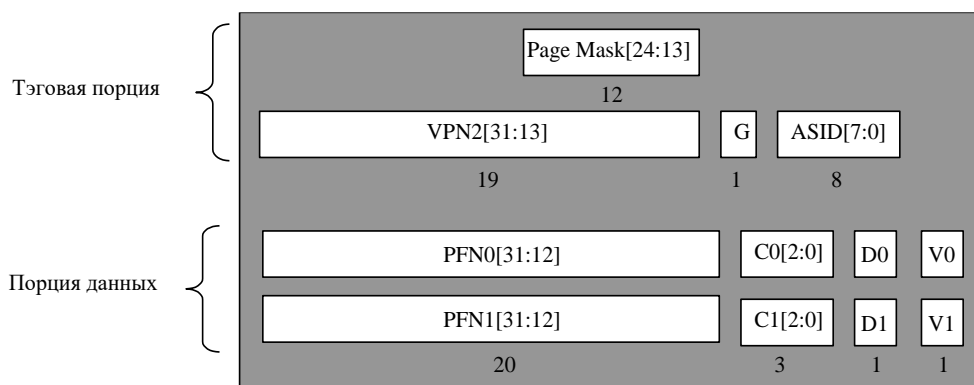 Page Mask[24:13]
Тэговая порция
12
VPN2[31:13] G ASID[7:0]
19 1 8
PFN0[31:12] C0[2:0] D0 V0
Порция данных
PFN1[31:12] C1[2:0] D1 V1
20 3 1 1